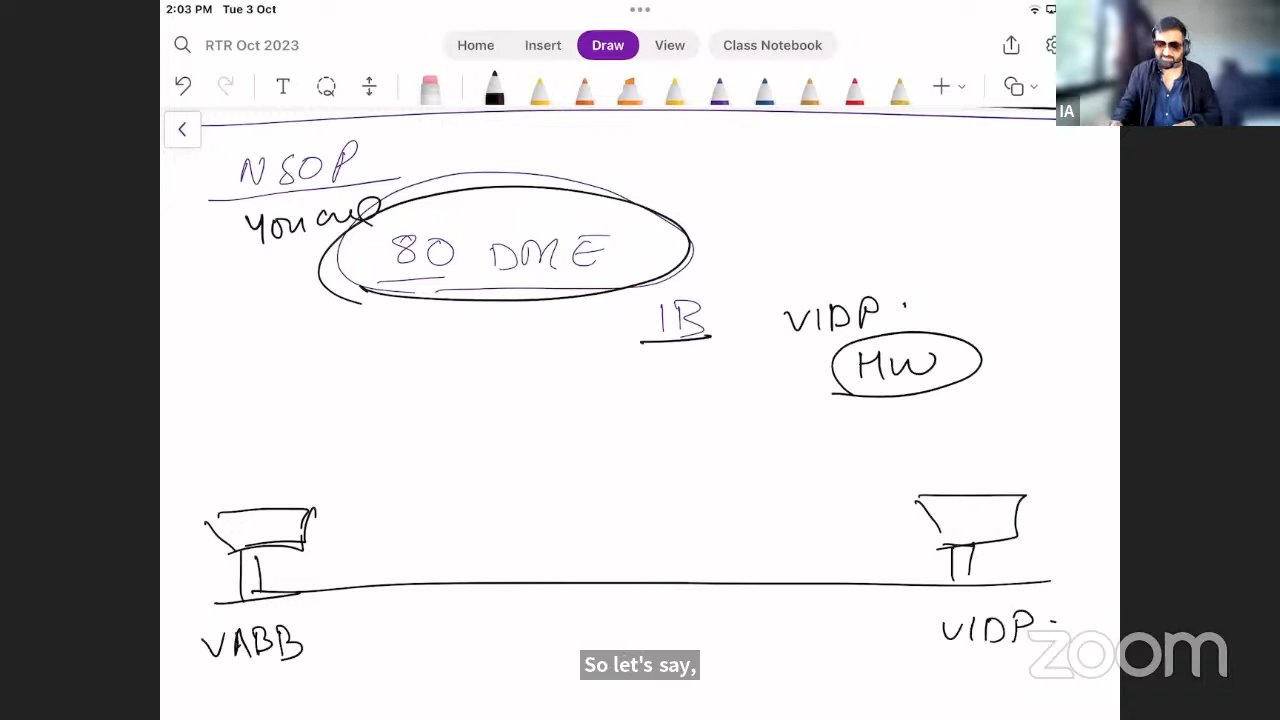 2:03 PM Tue 3 Oct
RTR Oct 2023
Home Insert Draw View Class Notebook
T
IA
NSOP
You are
80 DME
IB
VIDP.
HW
VABB
VIDP.
So let's say,
zoom